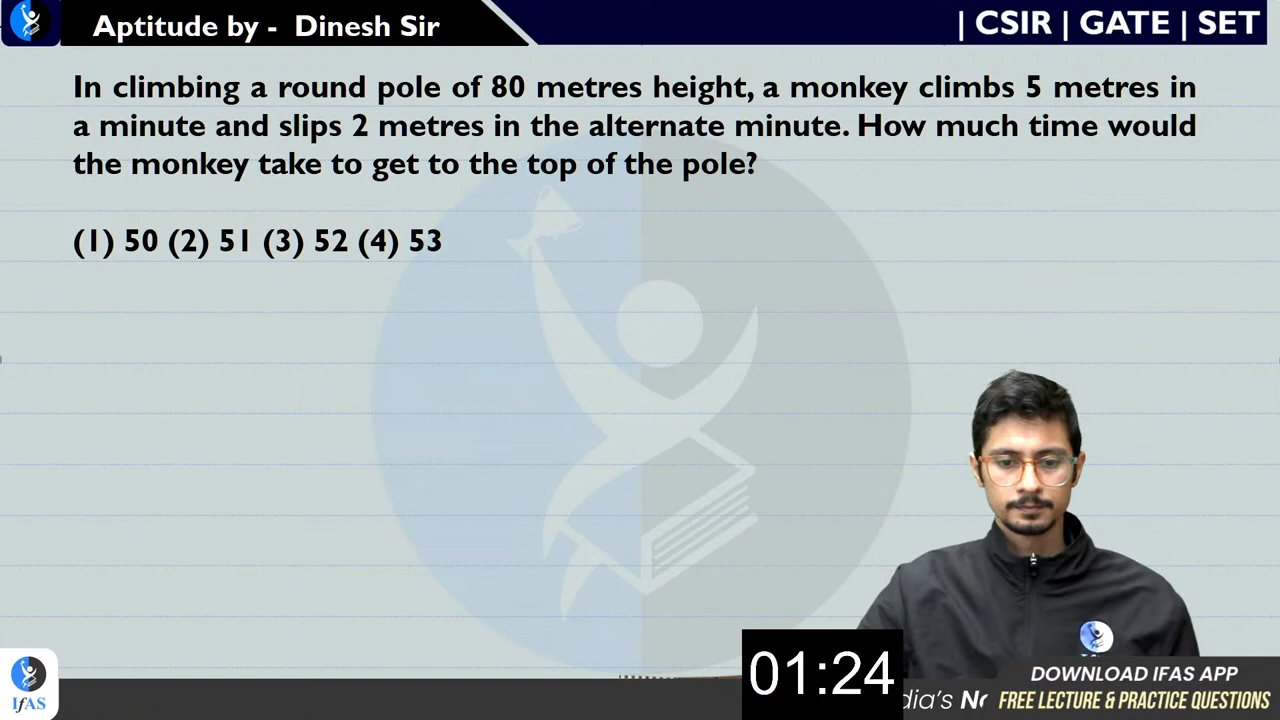 Aptitude by - Dinesh Sir
| CSIR | GATE | SET
In climbing a round pole of 80 metres height, a monkey climbs 5 metres in
a minute and slips 2 metres in the alternate minute. How much time would
the monkey take to get to the top of the pole?
(1) 50 (2) 51 (3) 52 (4) 53
01:24
DOWNLOAD IFAS APP
FREE LECTURE & PRACTICE QUESTIONS
IfAS